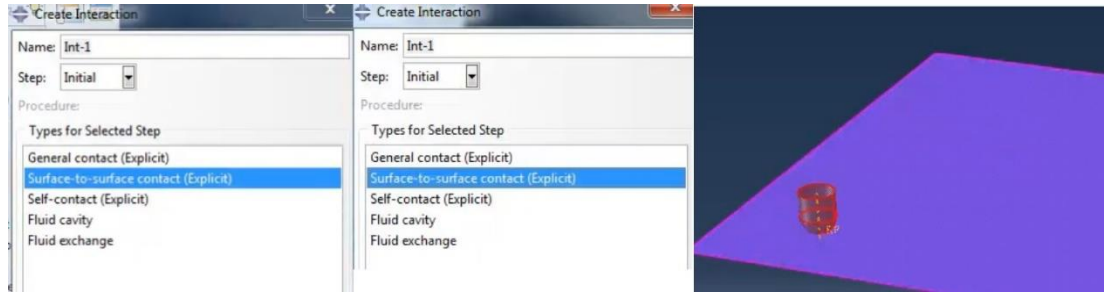 Create Interaction
Name: Int-1
Step: Initial
Procedure:
Types for Selected Step
General contact (Explicit)
Surface-to-surface contact (Explicit)
Self-contact (Explicit)
Fluid cavity
Fluid exchange
Create Interaction
Name: Int-1
Step: Initial
Procedure:
Types for Selected Step
General contact (Explicit)
Surface-to-surface contact (Explicit)
Self-contact (Explicit)
Fluid cavity
Fluid exchange